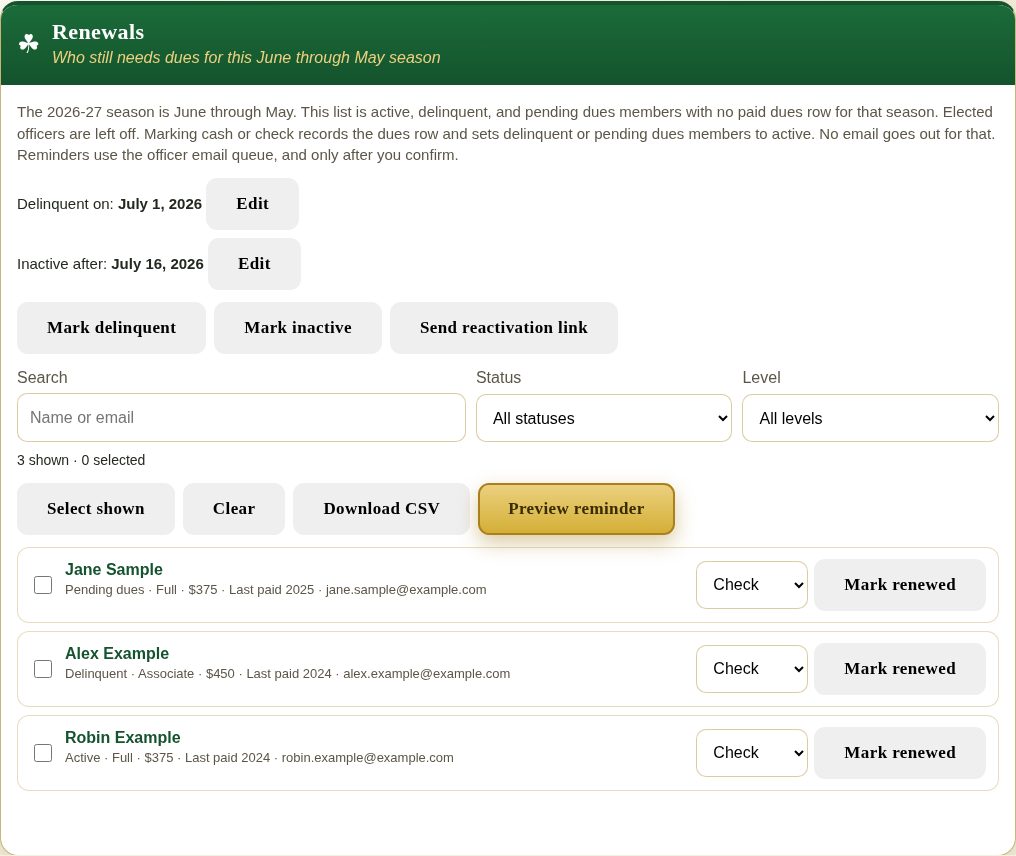 ☘ Renewals
Who still needs dues for this June through May season
The 2026-27 season is June through May. This list is active, delinquent, and pending dues members with no paid dues row for that season. Elected
officers are left off. Marking cash or check records the dues row and sets delinquent or pending dues members to active. No email goes out for that.
Reminders use the officer email queue, and only after you confirm.
Delinquent on: July 1, 2026 Edit
Inactive after: July 16, 2026 Edit
Mark delinquent Mark inactive Send reactivation link
Search Status Level
Name or email All statuses All levels
3 shown · 0 selected
Select shown Clear Download CSV Preview reminder
Jane Sample
Pending dues · Full · $375 · Last paid 2025 · jane.sample@example.com
Check Mark renewed
Alex Example
Delinquent · Associate · $450 · Last paid 2024 · alex.example@example.com
Check Mark renewed
Robin Example
Active · Full · $375 · Last paid 2024 · robin.example@example.com
Check Mark renewed